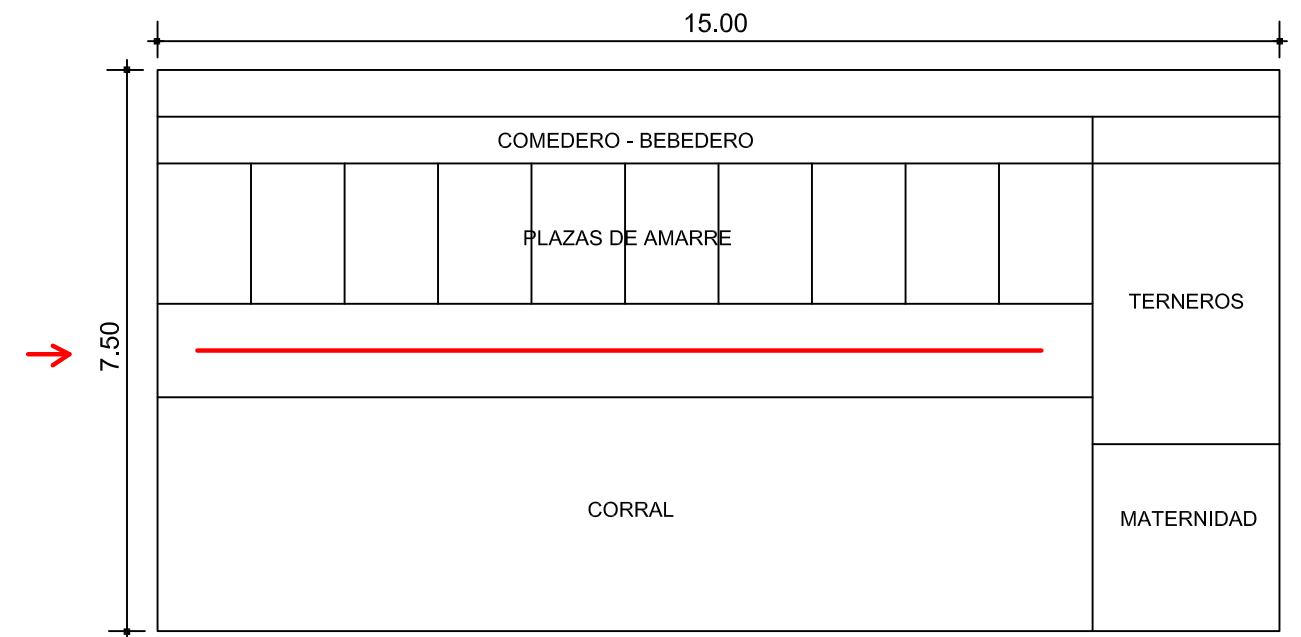 15.00
COMEDERO - BEBEDERO
PLAZAS DE AMARRE
TERNEROS
7.50
CORRAL
MATERNIDAD